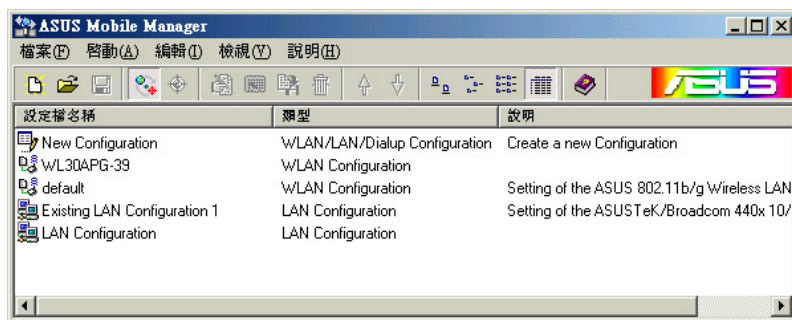 ASUS Mobile Manager
檔案(F) 啓動(A) 編輯(I) 檢視(V) 說明(H)
ASUS
設定檔名稱 類型 說明
New Configuration WLAN/LAN/Dialup Configuration Create a new Configuration
WL30APG-39 WLAN Configuration
default WLAN Configuration Setting of the ASUS 802.11b/g Wireless LAN
Existing LAN Configuration 1 LAN Configuration Setting of the ASUSTeK/Broadcom 440x 10/
LAN Configuration LAN Configuration